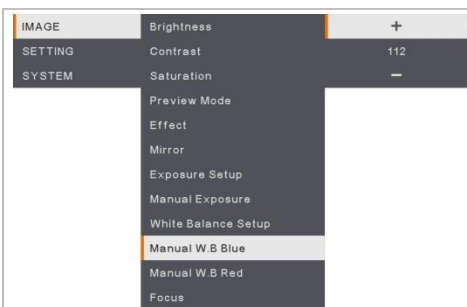 IMAGE
SETTING
SYSTEM
Brightness
Contrast
Saturation
Preview Mode
Effect
Mirror
Exposure Setup
Manual Exposure
White Balance Setup
Manual W.B Blue
Manual W.B Red
Focus
+
112
−